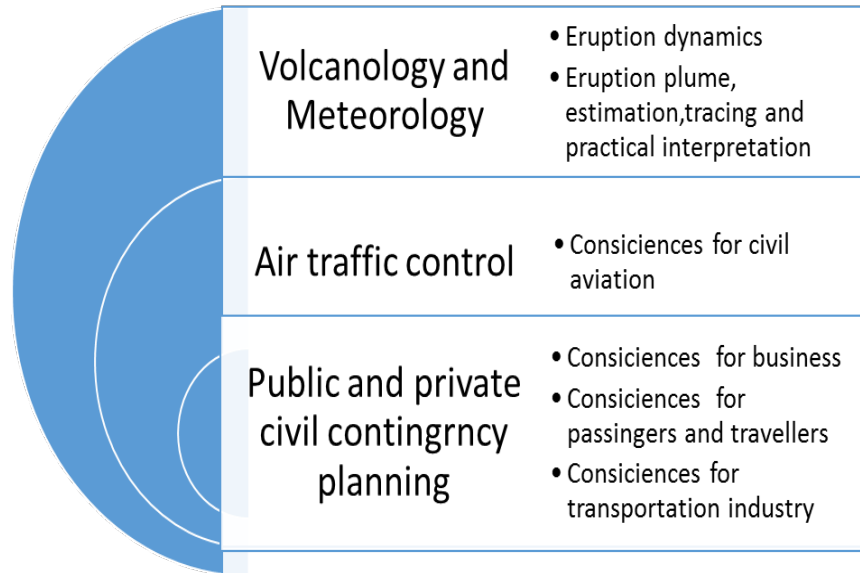 Volcanology and
Meteorology
• Eruption dynamics
• Eruption plume,
estimation,tracing and
practical interpretation
Air traffic control
• Consiciences for civil
aviation
Public and private
civil contingrncy
planning
• Consiciences for business
• Consiciences for
passingers and travellers
• Consiciences for
transportation industry